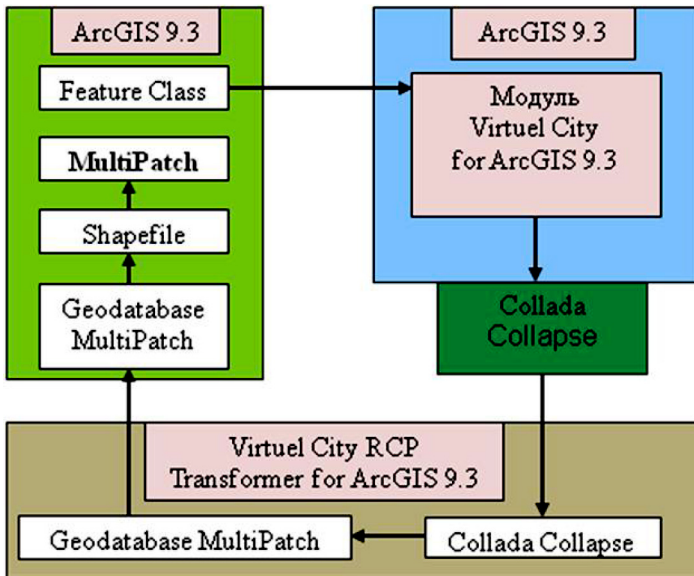 ArcGIS 9.3
Feature Class
MultiPatch
Shapefile
Geodatabase
MultiPatch
ArcGIS 9.3
Модуль
Virtuel City
for ArcGIS 9.3
Collada
Collapse
Virtuel City RCP
Transformer for ArcGIS 9.3
Geodatabase MultiPatch
Collada Collapse